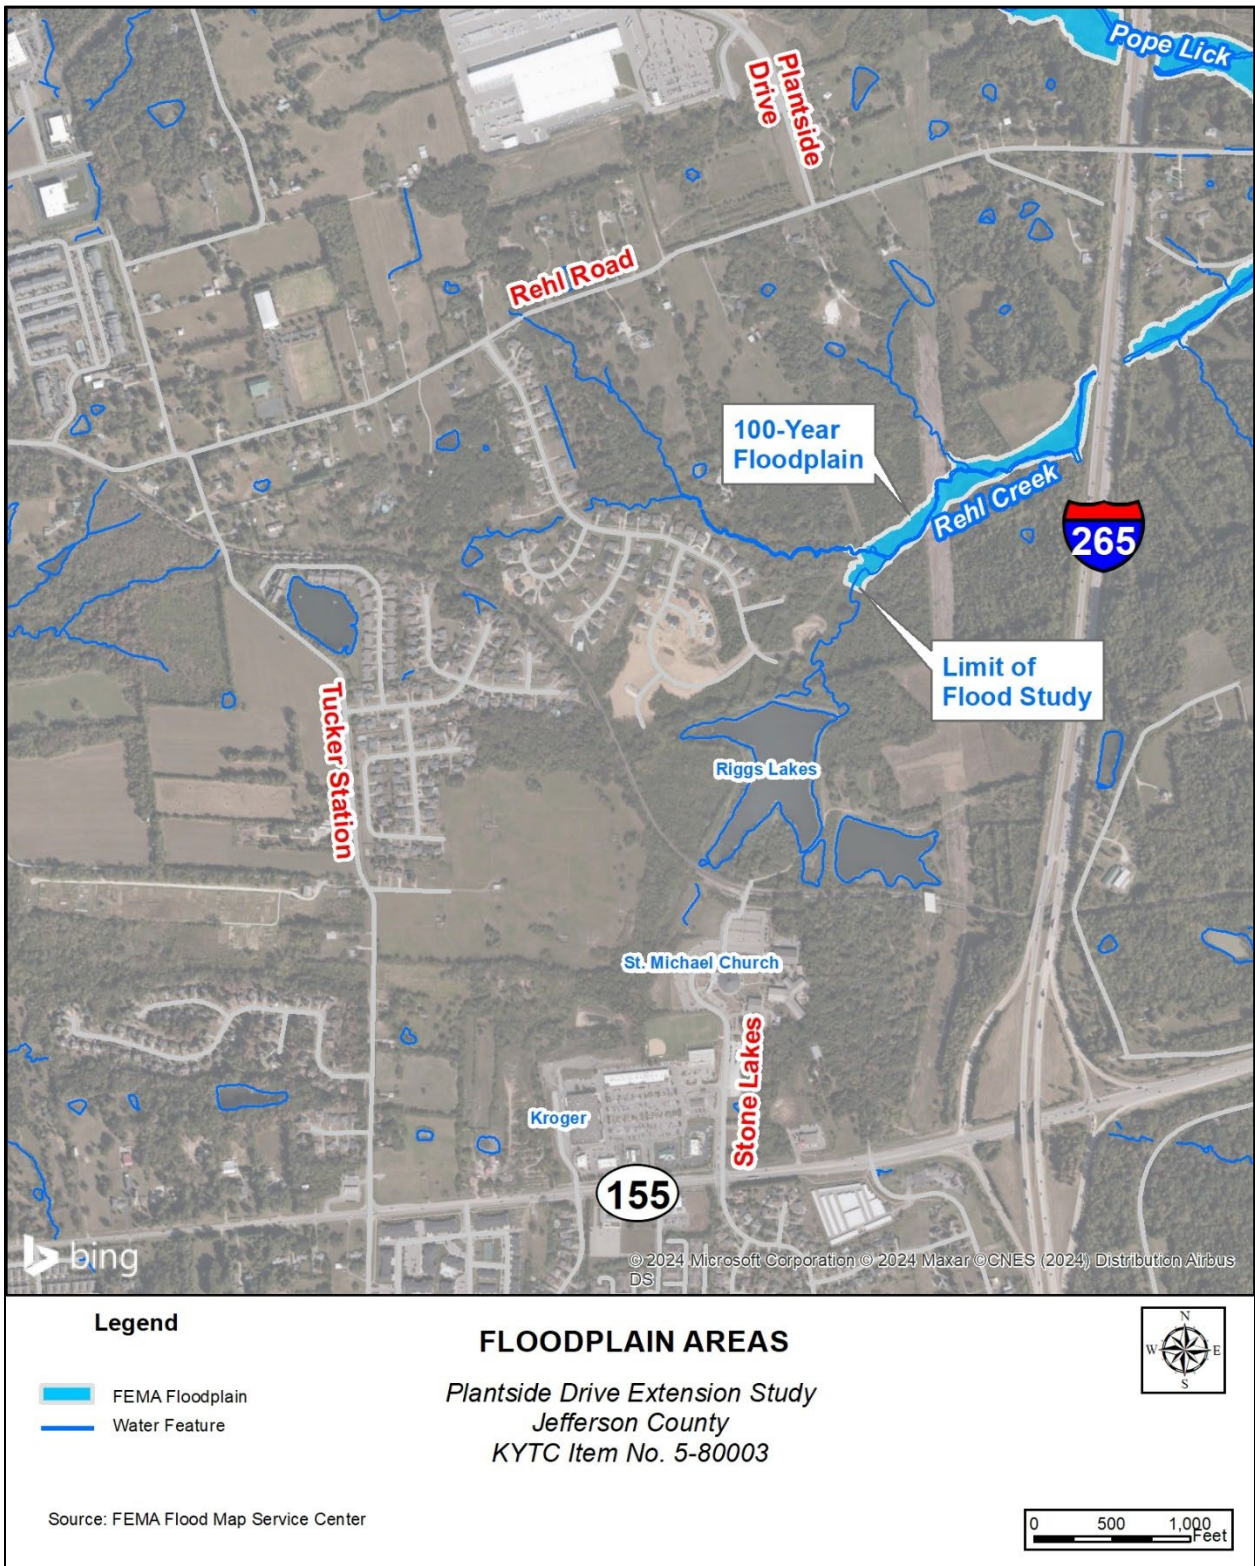 Pope Lick
Plantside
Drive
Rehl Road
100-Year
Floodplain
Rehl Creek
265
Limit of
Flood Study
Tucker Station
Riggs Lakes
St. Michael Church
Stone Lakes
Kroger
155
bing
© 2024 Microsoft Corporation © 2024 Maxar ©CNES (2024) Distribution Airbus
DS
Legend
FEMA Floodplain
Water Feature
FLOODPLAIN AREAS
Plantside Drive Extension Study
Jefferson County
KYTC Item No. 5-80003
N
W E
S
Source: FEMA Flood Map Service Center
0 500 1,000
Feet